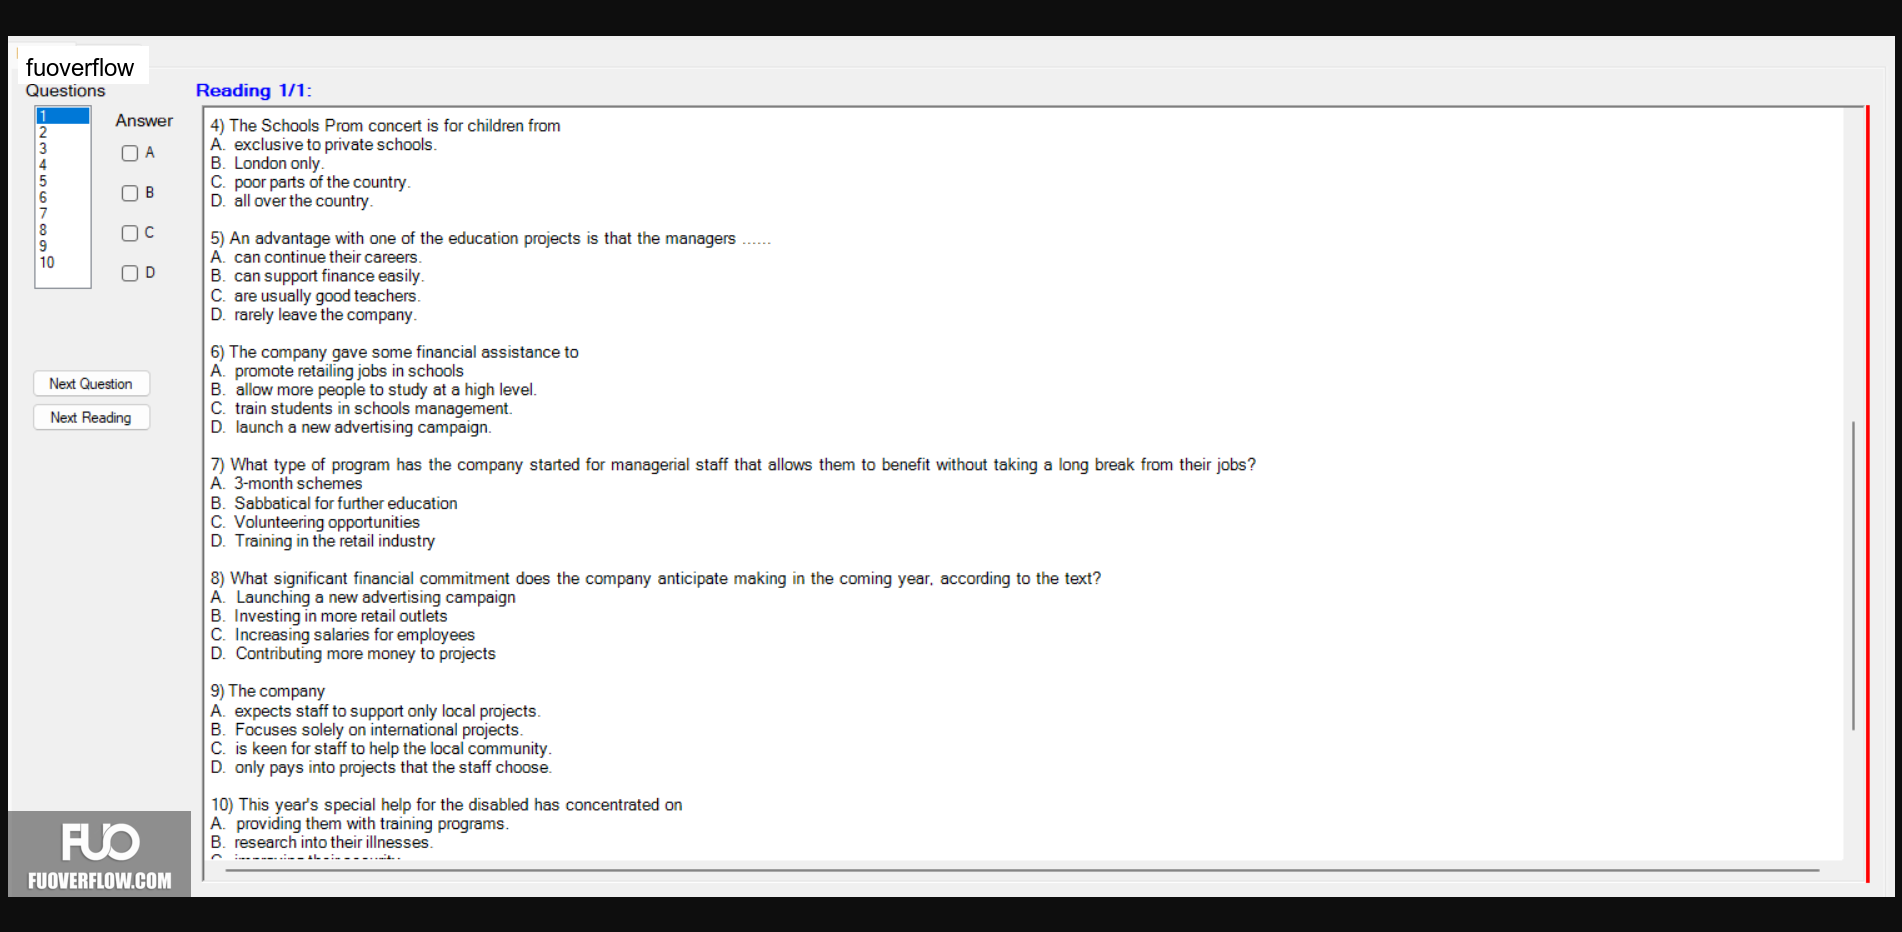 fuoverflow
Questions
Reading 1/1:
1
2
3
4
5
6
7
8
9
10
Answer
A
B
C
D
Next Question
Next Reading
4) The Schools Prom concert is for children from
A. exclusive to private schools.
B. London only.
C. poor parts of the country.
D. all over the country.
5) An advantage with one of the education projects is that the managers ......
A. can continue their careers.
B. can support finance easily.
C. are usually good teachers.
D. rarely leave the company.
6) The company gave some financial assistance to
A. promote retailing jobs in schools
B. allow more people to study at a high level.
C. train students in schools management.
D. launch a new advertising campaign.
7) What type of program has the company started for managerial staff that allows them to benefit without taking a long break from their jobs?
A. 3-month schemes
B. Sabbatical for further education
C. Volunteering opportunities
D. Training in the retail industry
8) What significant financial commitment does the company anticipate making in the coming year, according to the text?
A. Launching a new advertising campaign
B. Investing in more retail outlets
C. Increasing salaries for employees
D. Contributing more money to projects
9) The company
A. expects staff to support only local projects.
B. Focuses solely on international projects.
C. is keen for staff to help the local community.
D. only pays into projects that the staff choose.
10) This year's special help for the disabled has concentrated on
A. providing them with training programs.
B. research into their illnesses.
C. improving their security.
FUO
FUOVERFLOW.COM